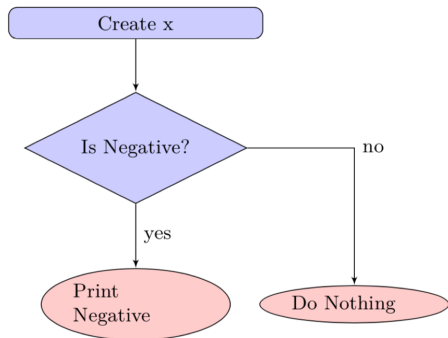 Create x
Is Negative?
no
yes
Print
Negative
Do Nothing